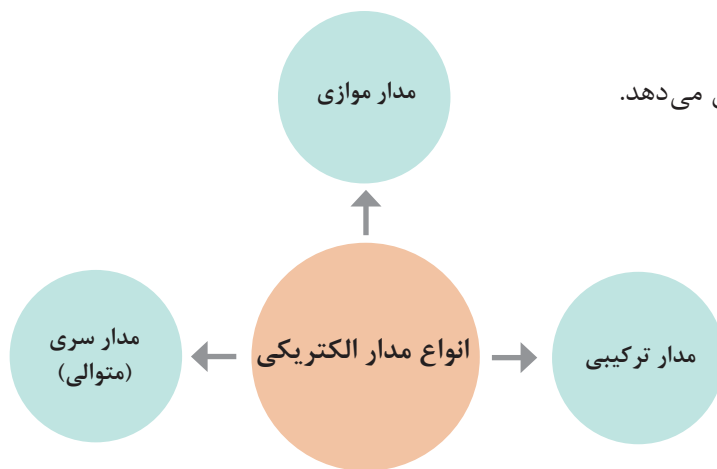 می‌دهد.
مدار موازی
انواع مدار الکتریکی
مدار ترکیبی
مدار سری
(متوالی)